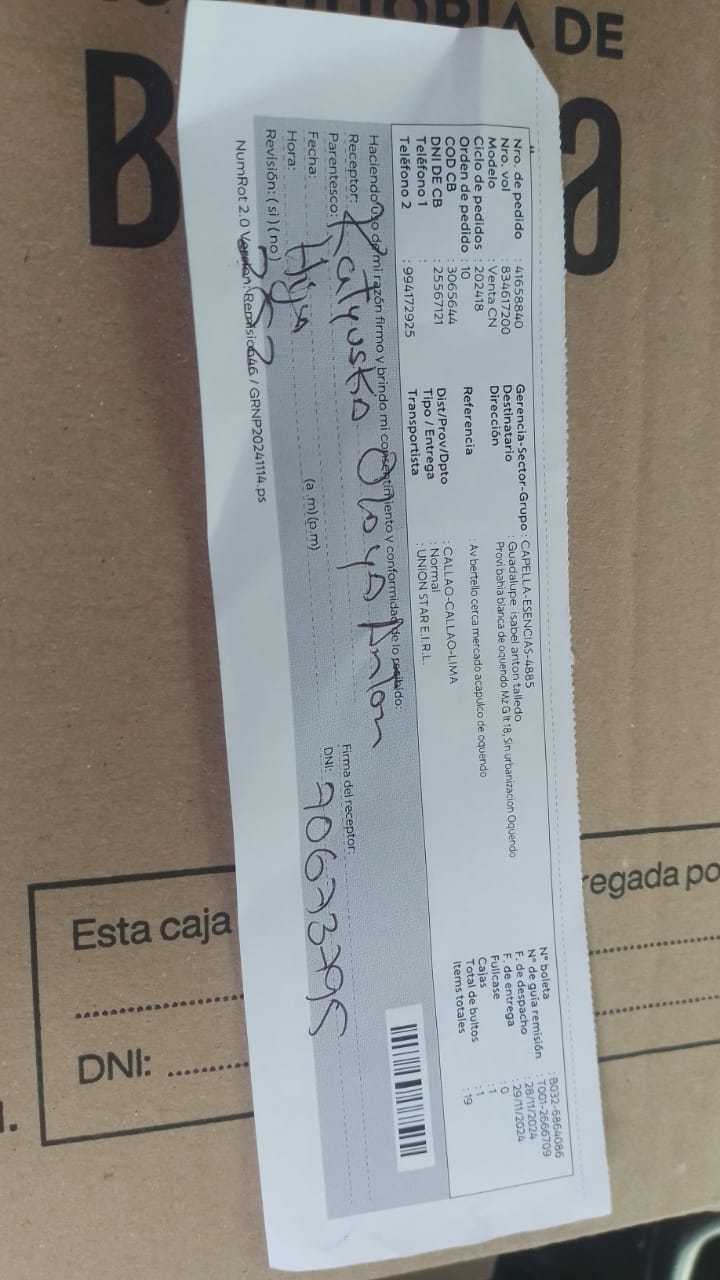 DE
Nro. de pedido : 41658840
Nro. vol : 834617200
Modelo : Venta CN
Ciclo de pedidos : 202418
Orden de pedido : 10
COD CB : 3065644
DNI DE CB : 25567121
Teléfono 1 :
Teléfono 2 : 994172925
Gerencia-Sector-Grupo : CAPELLA-ESENCIAS-4885
Destinatario : Guadalupe isabel anton talledo
Dirección Provi bahia blanca de oquendo Mz G lt 18, Sin urbanizacion Oquendo
Referencia : Av bertello cerca mercado acapulco de oquendo
Dist/Prov/Dpto : CALLAO-CALLAO-LIMA
Tipo / Entrega : Normal
Transportista : UNION STAR E.I.R.L.
N° boleta : B032-6864086
N° de guía remisión : T001-2666709
F. de despacho : 28/11/2024
F. de entrega : 29/11/2024
Fullcase : 0
Cajas : 1
Total de bultos : 1
Items totales : 19
Haciendo uso de mi razón firmo y brindo mi consentimiento y conformidad de lo recibido:
Receptor: Katyuska Olaya Anton
Firma del receptor:
Parentesco: Hija
DNI: 70673795
Fecha:
Hora: (a .m) (p.m)
Revisión: ( si ) ( no )
NumRot 2.0 Version: / GRNP20241114.ps
Esta caja
regada po
DNI: